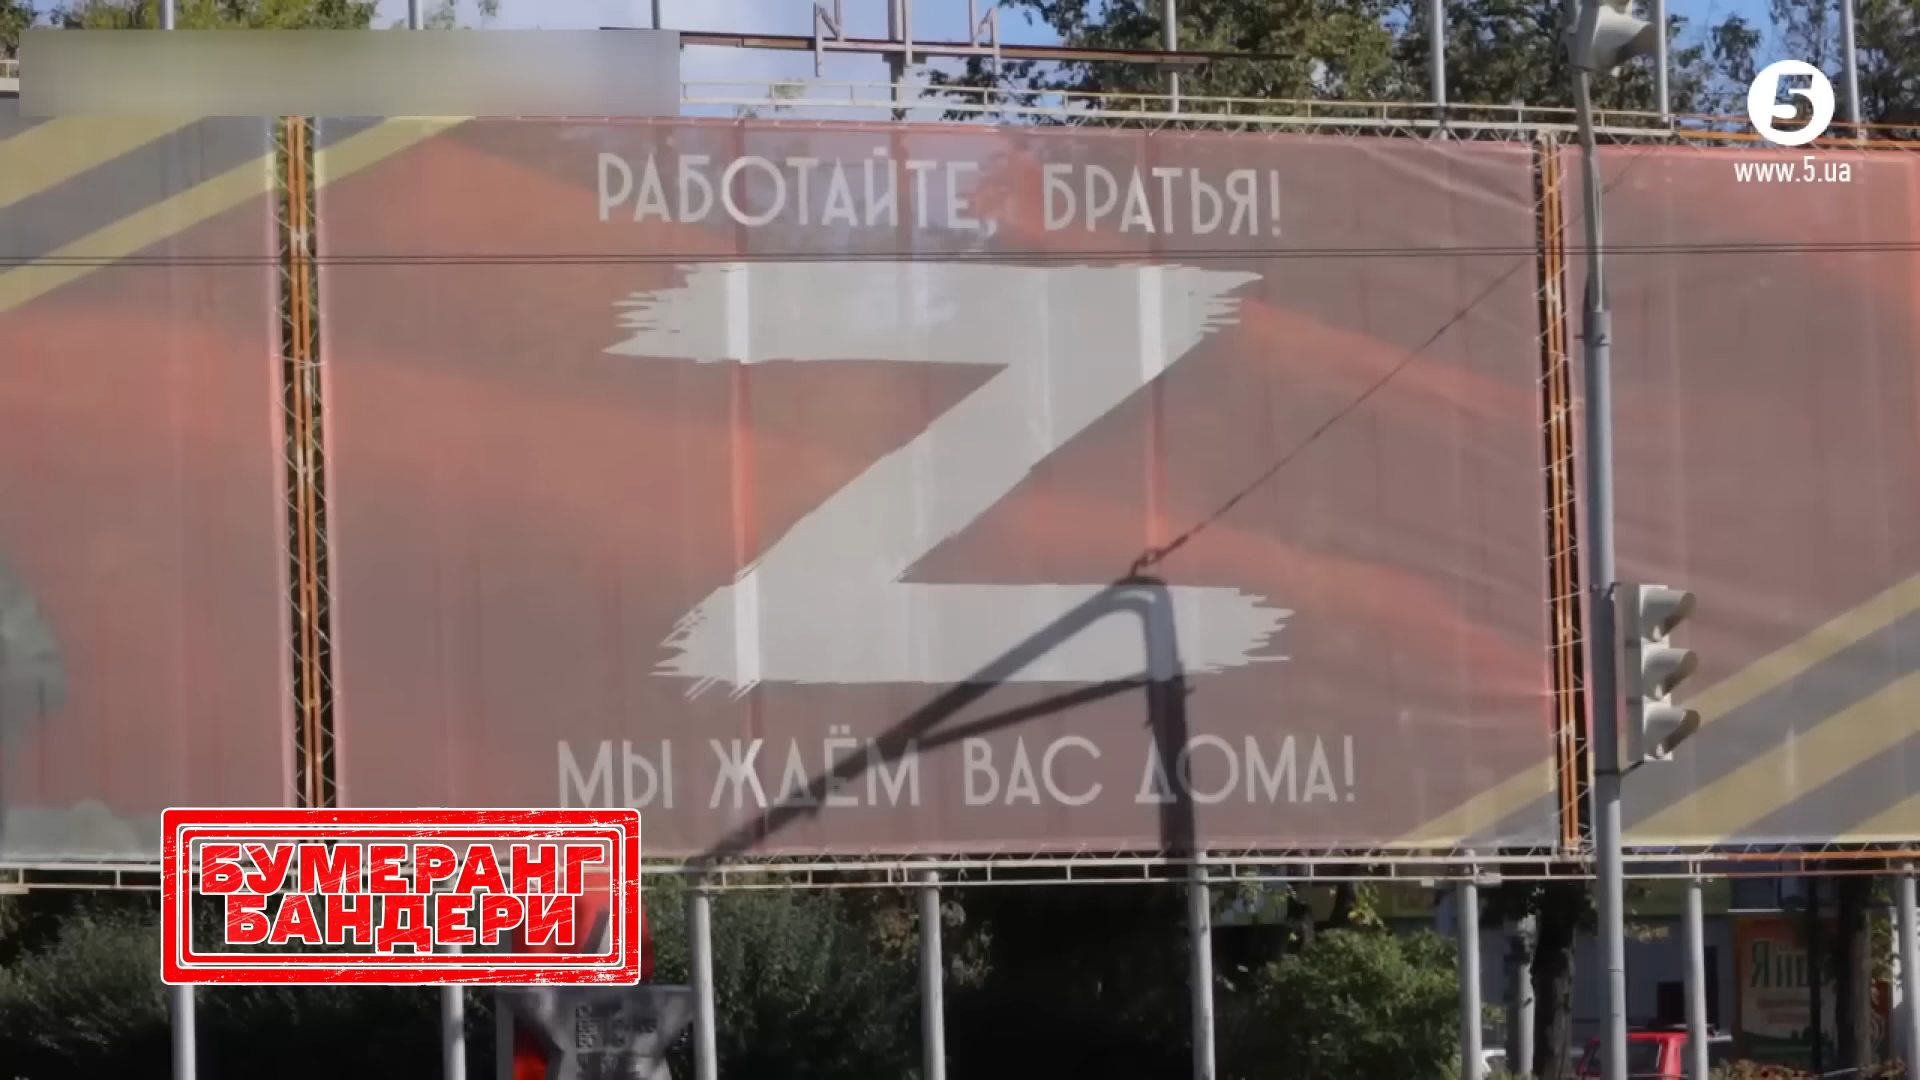 5
www.5.ua
РАБОТАЙТЕ, БРАТЬЯ!
Z
МЫ ЖДЁМ ВАС ДОМА!
БУМЕРАНГ
БАНДЕРИ